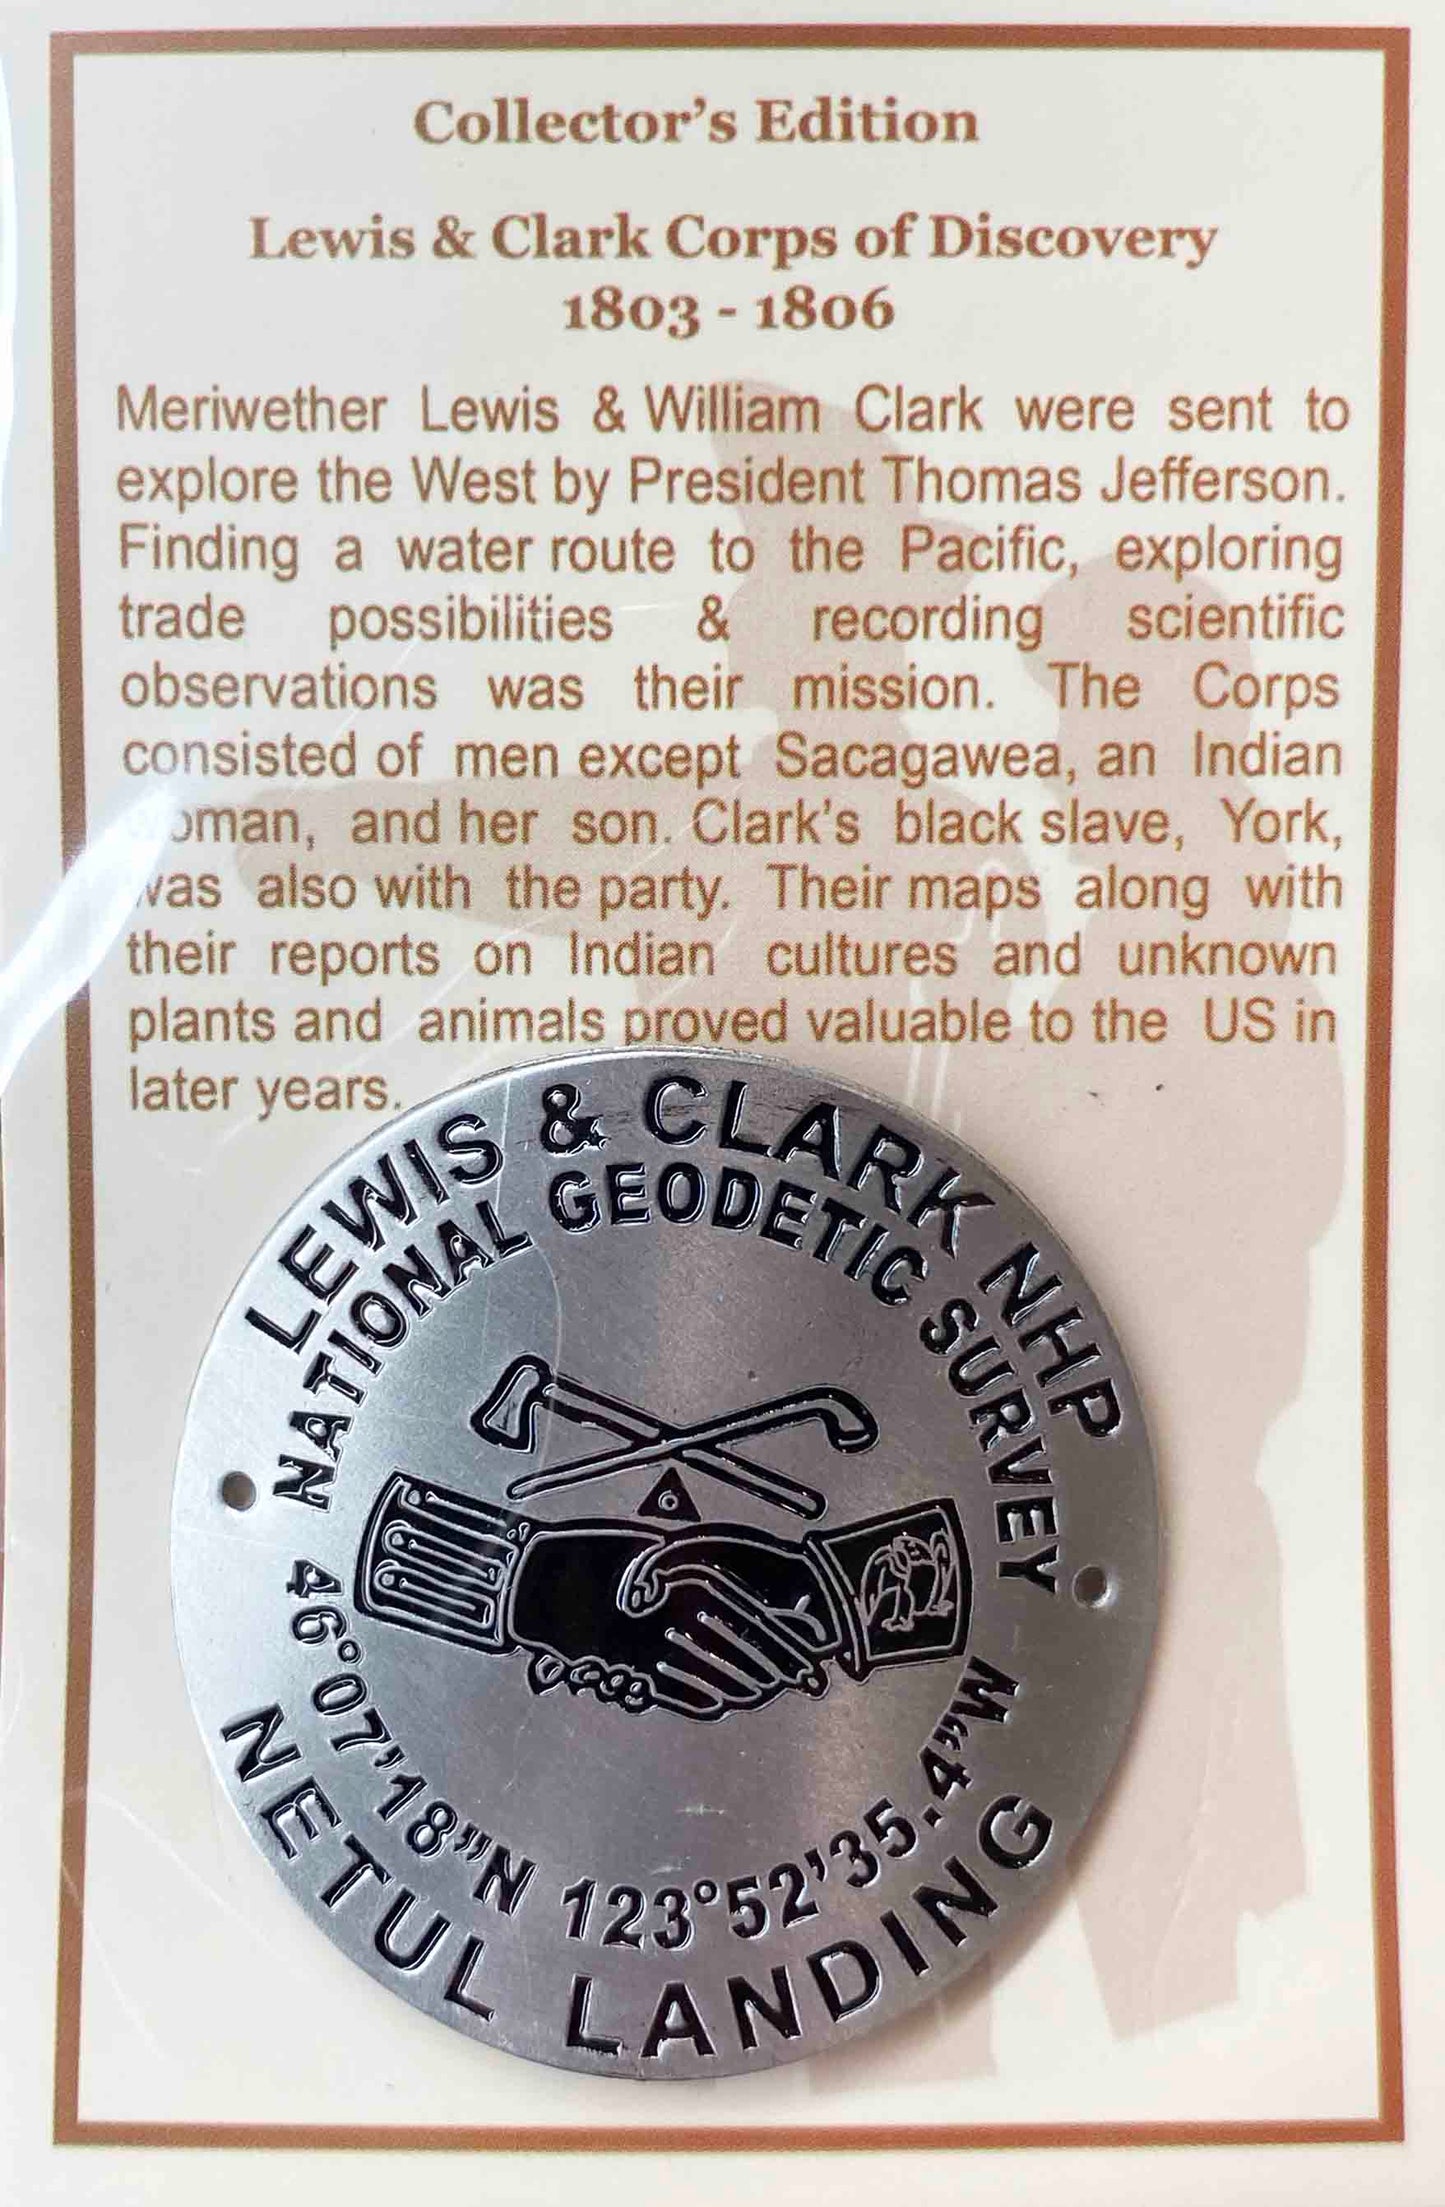 Collector's Edition
Lewis & Clark Corps of Discovery
1803 - 1806
Meriwether Lewis & William Clark were sent to
explore the West by President Thomas Jefferson.
Finding a water route to the Pacific, exploring
trade possibilities & recording scientific
observations was their mission. The Corps
consisted of men except Sacagawea, an Indian
woman, and her son. Clark's black slave, York,
was also with the party. Their maps along with
their reports on Indian cultures and unknown
plants and animals proved valuable to the US in
later years.
LEWIS & CLARK NHP
NATIONAL GEODETIC SURVEY
46°07'18"N 123°52'35.4"W
NETUL LANDING